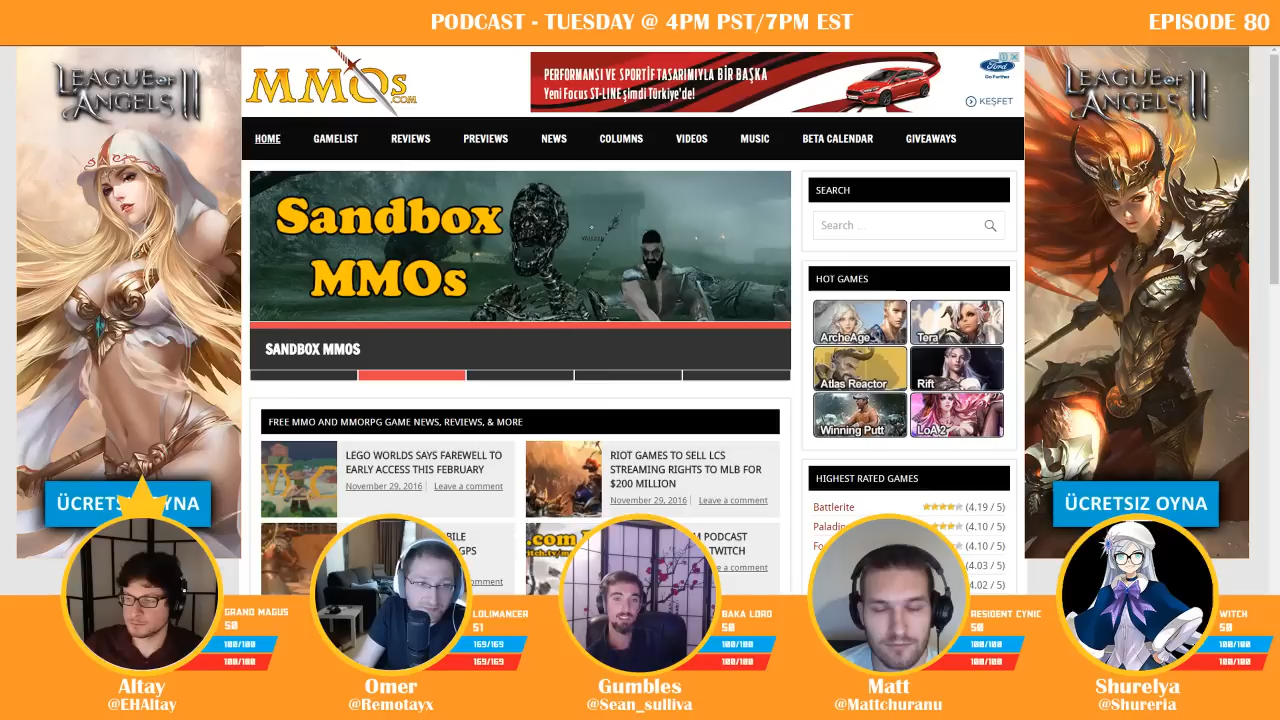 PODCAST - TUESDAY @ 4PM PST/7PM EST
EPISODE 80
LEAGUE OF
ANGELS II
MMOs
.COM
PERFORMANSI VE SPORTİF TASARIMIYLA BİR BAŞKA
Yeni Focus ST-LINE şimdi Türkiye'de!
Ford
Go Further
KEŞFET
LEAGUE OF
ANGELS II
HOME
GAMELIST
REVIEWS
PREVIEWS
NEWS
COLUMNS
VIDEOS
MUSIC
BETA CALENDAR
GIVEAWAYS
Sandbox
MMOs
SANDBOX MMOS
SEARCH
Search ...
HOT GAMES
ArcheAge
Tera
Atlas Reactor
Rift
Winning Putt
LoA 2
FREE MMO AND MMORPG GAME NEWS, REVIEWS, & MORE
LEGO WORLDS SAYS FAREWELL TO
EARLY ACCESS THIS FEBRUARY
November 29, 2016
Leave a comment
RIOT GAMES TO SELL LCS
STREAMING RIGHTS TO MLB FOR
$200 MILLION
November 29, 2016
Leave a comment
HIGHEST RATED GAMES
Battlerite
(4.19 / 5)
Paladin
(4.10 / 5)
(4.10 / 5)
(4.03 / 5)
(4.02 / 5)
PODCAST
TWITCH
comment
e a comment
ÜCRETSIZ OYNA
GRAND MAGUS
50
100/100
100/100
Altay
@EHAltay
LOLIMANCER
51
169/169
169/169
Omer
@Remotayx
BAKA LORD
50
100/100
100/100
Gumbles
@Sean_sulliva
RESIDENT CYNIC
50
100/100
100/100
Matt
@Mattchuranu
WITCH
50
100/100
100/100
Shurelya
@Shureria